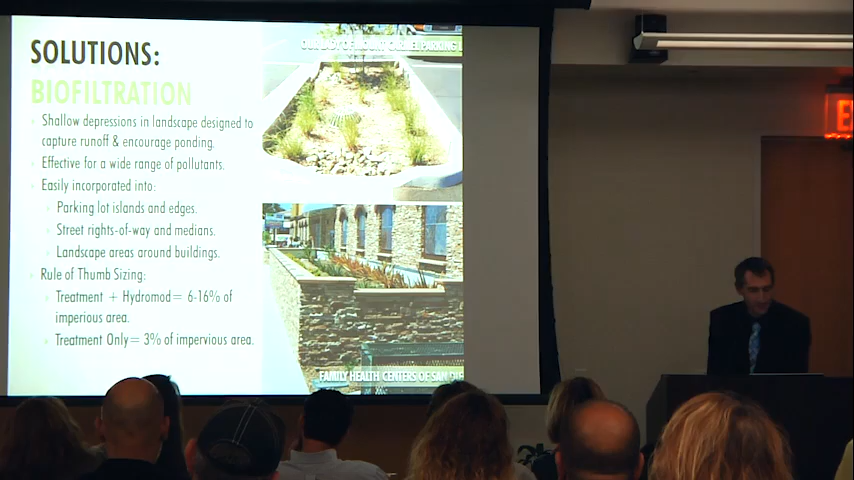 SOLUTIONS:
BIOFILTRATION
Shallow depressions in landscape designed to
capture runoff & encourage ponding.
Effective for a wide range of pollutants.
Easily incorporated into:
Parking lot islands and edges.
Street rights-of-way and medians.
Landscape areas around buildings.
Rule of Thumb Sizing:
Treatment + Hydromod= 6-16% of
imperious area.
Treatment Only= 3% of impervious area.
FAMILY HEALTH CENTERS OF SAN DIE
E